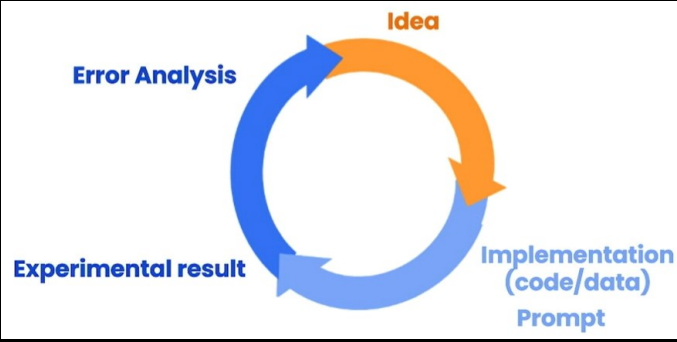 Idea
Error Analysis
Implementation
(code/data)
Experimental result
Prompt